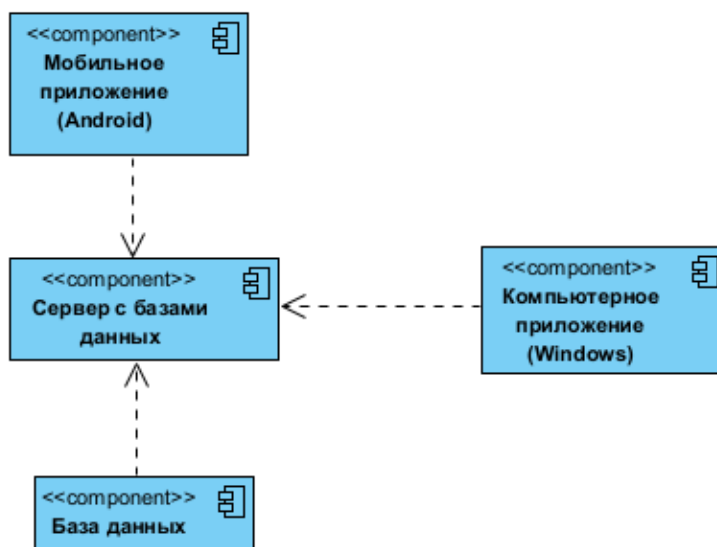 <<component>>
Мобильное
приложение
(Android)
<<component>>
Сервер с базами
данных
<<component>>
Компьютерное
приложение
(Windows)
<<component>>
База данных